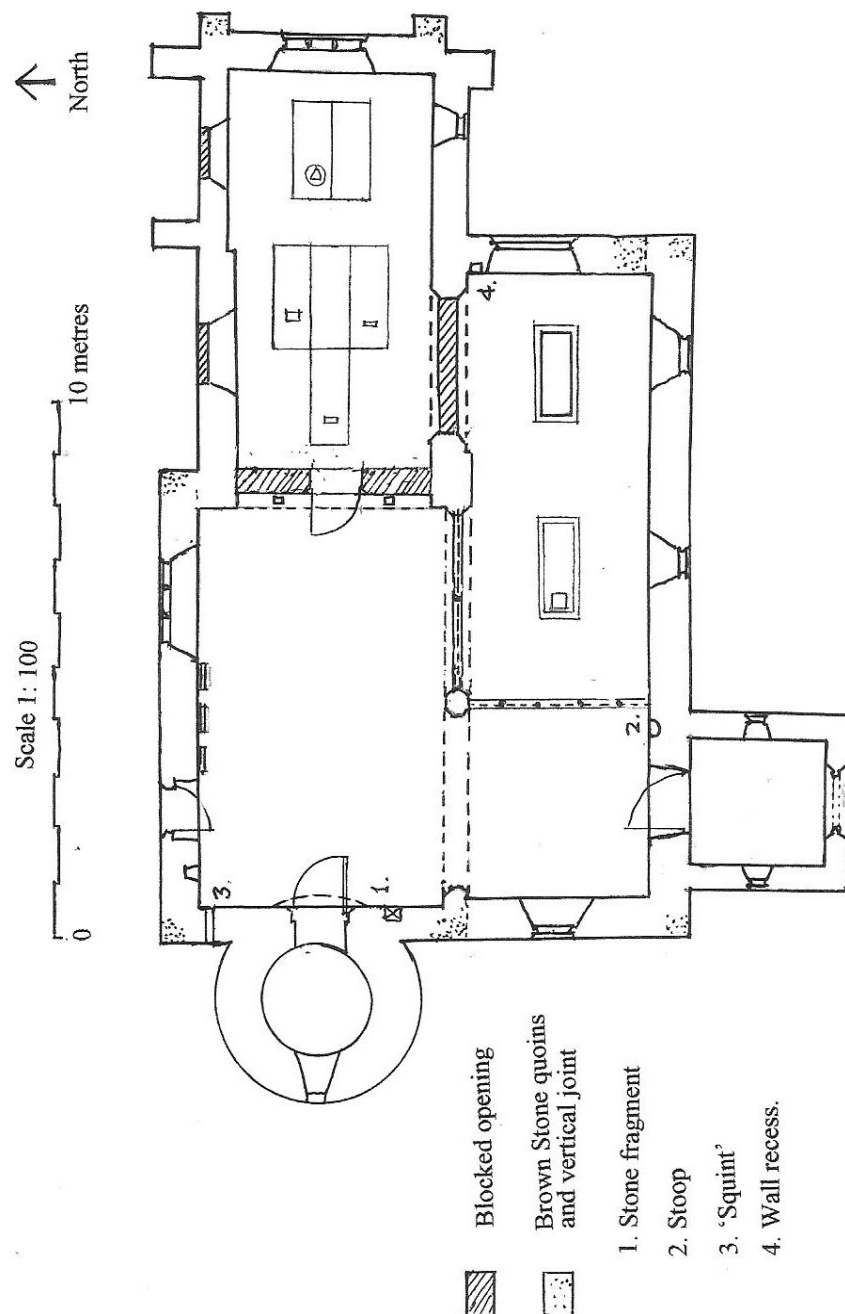 North
Scale 1: 100
0
10 metres
3.
1.
2.
4.
Blocked opening
Brown Stone quoins
and vertical joint
1. Stone fragment
2. Stoop
3. ‘Squint’
4. Wall recess.